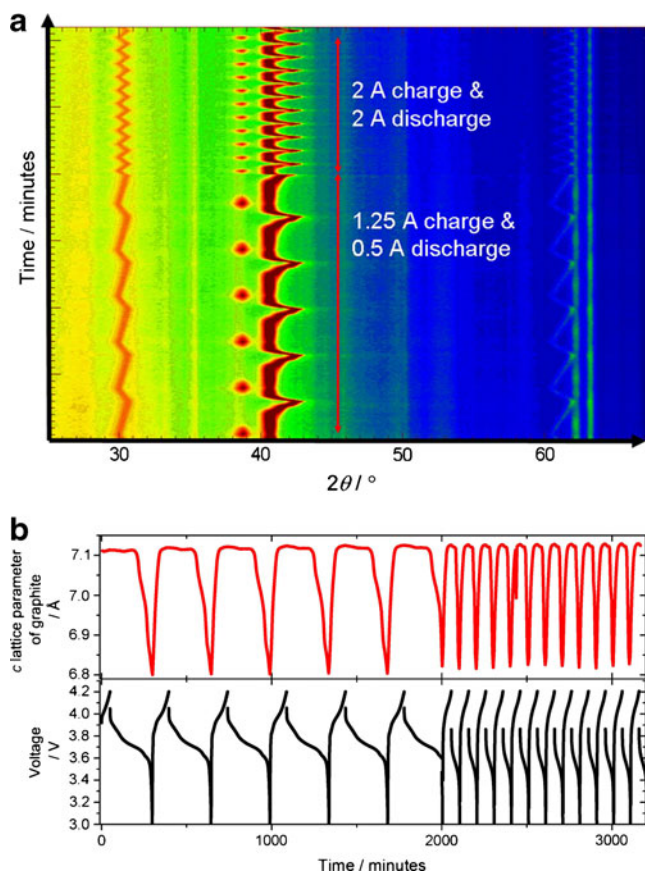 a
2 A charge &
2 A discharge
1.25 A charge &
0.5 A discharge
Time / minutes
30
40
50
60
2θ / °
b
7.1
7.0
6.9
6.8
c lattice parameter
of graphite
/ Å
4.2
4.0
3.8
3.6
3.4
3.2
3.0
Voltage
/ V
0
1000
2000
3000
Time / minutes